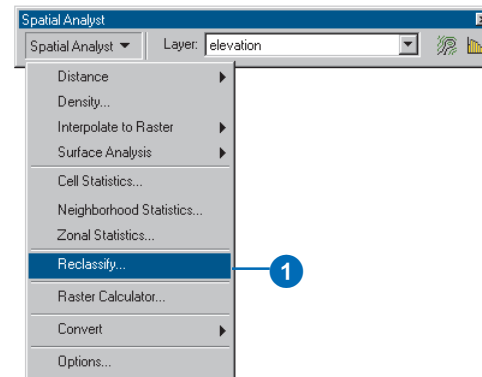 Spatial Analyst
Spatial Analyst Layer: elevation
Distance
Density...
Interpolate to Raster
Surface Analysis
Cell Statistics...
Neighborhood Statistics...
Zonal Statistics...
Reclassify... 1
Raster Calculator...
Convert
Options...